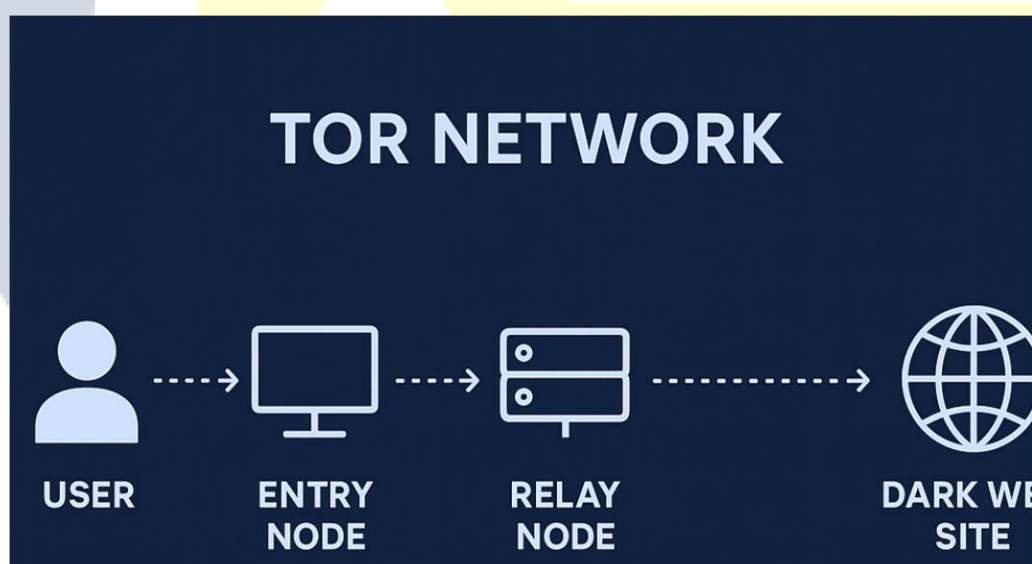 TOR NETWORK
USER
ENTRY
NODE
RELAY
NODE
DARK WE
SITE